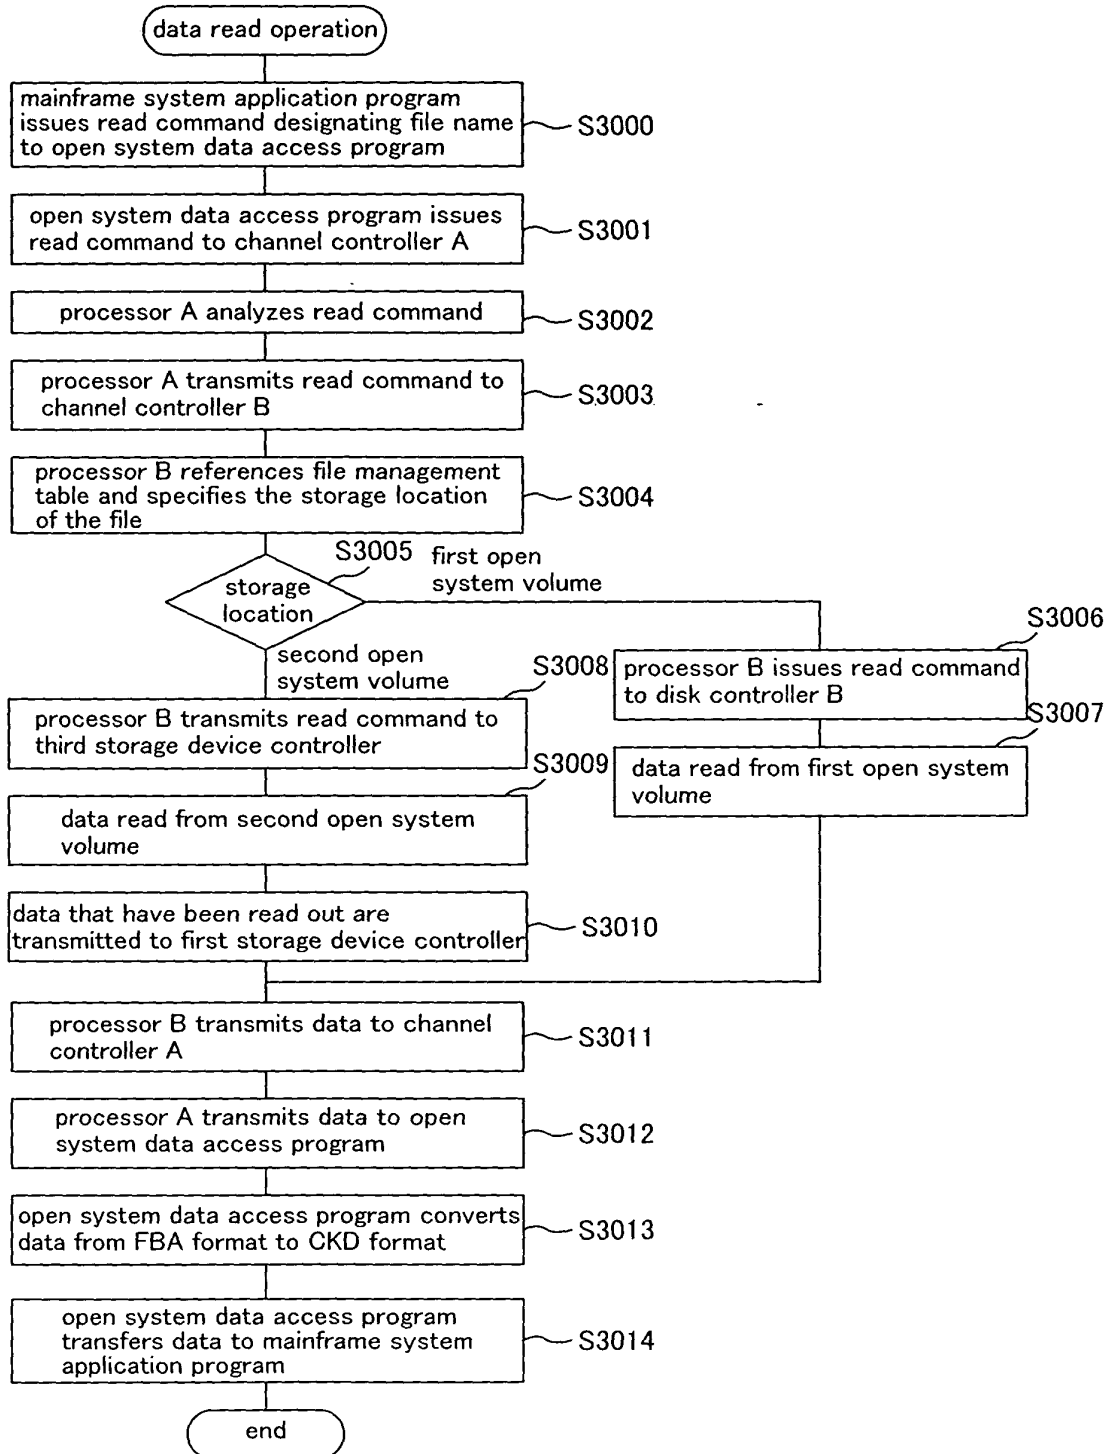 data read operation
mainframe system application program
issues read command designating file name
to open system data access program
S3000
open system data access program issues
read command to channel controller A
S3001
processor A analyzes read command
S3002
processor A transmits read command to
channel controller B
S3003
processor B references file management
table and specifies the storage location
of the file
S3004
S3005
storage
location
first open
system volume
second open
system volume
S3006
processor B issues read command
to disk controller B
S3007
data read from first open system
volume
S3008
processor B transmits read command to
third storage device controller
S3009
data read from second open system
volume
data that have been read out are
transmitted to first storage device controller
S3010
processor B transmits data to channel
controller A
S3011
processor A transmits data to open
system data access program
S3012
open system data access program converts
data from FBA format to CKD format
S3013
open system data access program
transfers data to mainframe system
application program
S3014
end